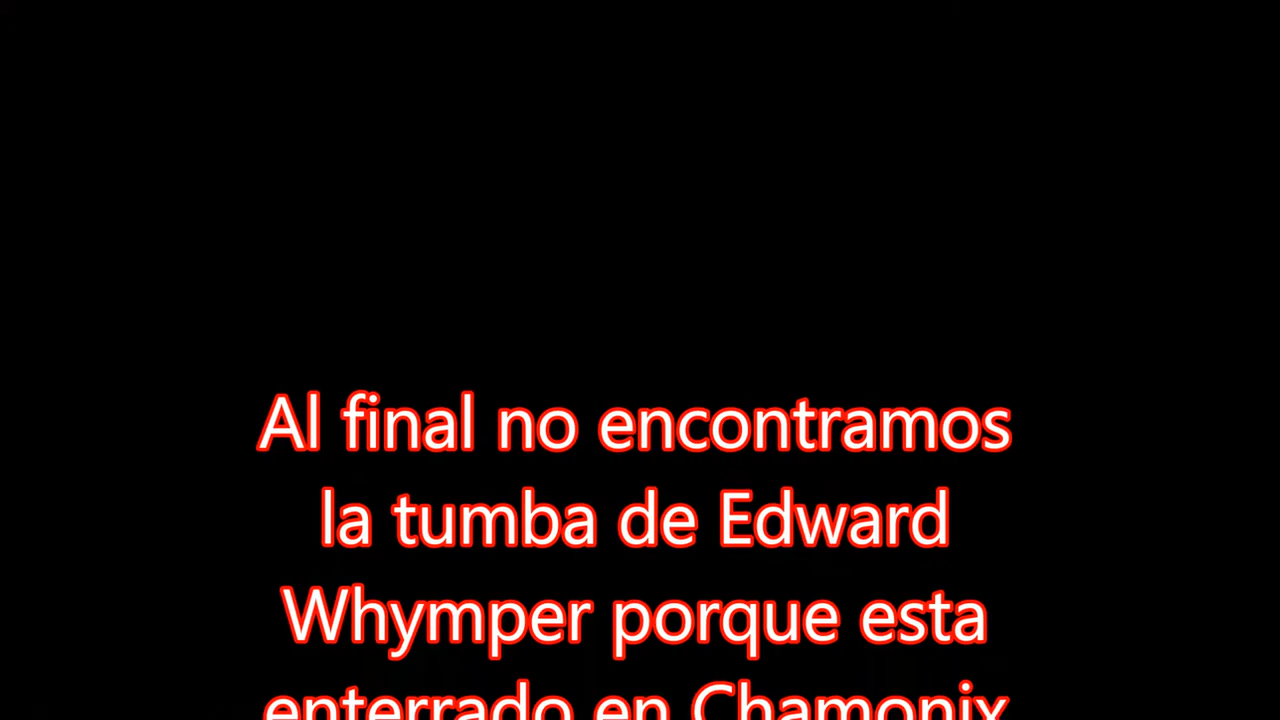 Al final no encontramos
la tumba de Edward
Whymper porque esta
enterrado en Chamonix